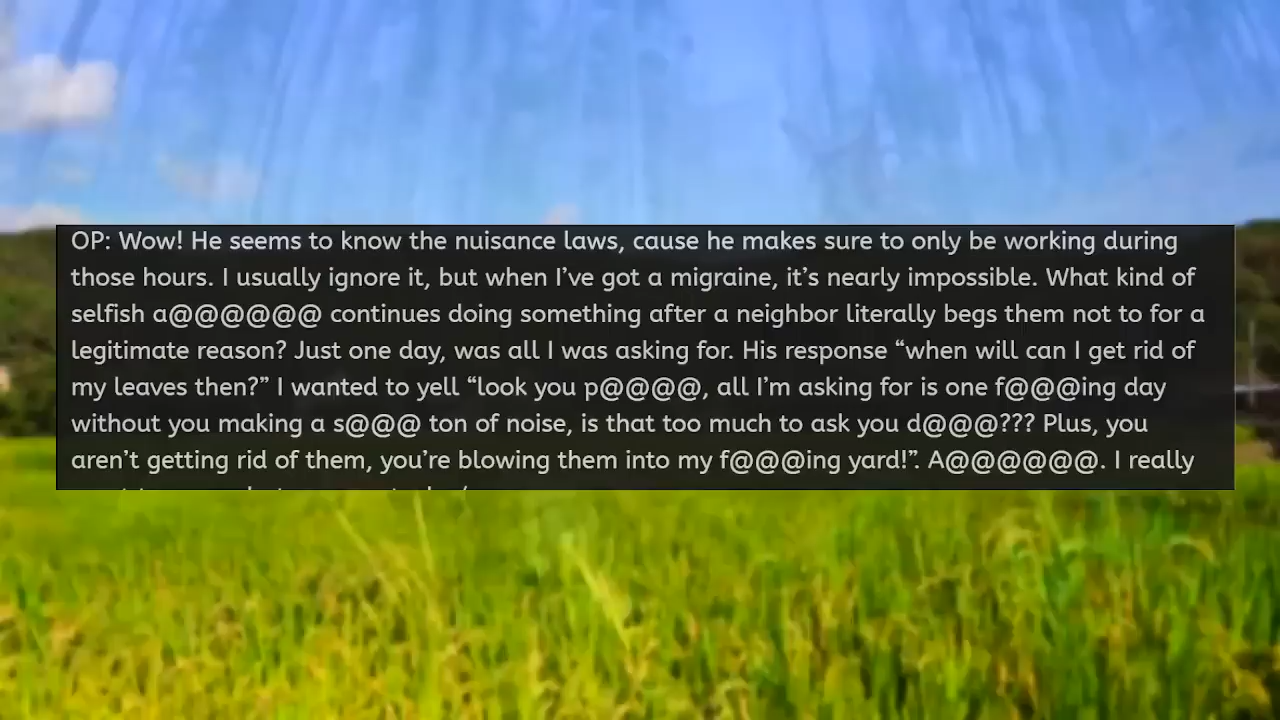 OP: Wow! He seems to know the nuisance laws, cause he makes sure to only be working during
those hours. I usually ignore it, but when I’ve got a migraine, it’s nearly impossible. What kind of
selfish a@@@@@@ continues doing something after a neighbor literally begs them not to for a
legitimate reason? Just one day, was all I was asking for. His response “when will can I get rid of
my leaves then?” I wanted to yell “look you p@@@@, all I’m asking for is one f@@@ing day
without you making a s@@@ ton of noise, is that too much to ask you d@@@??? Plus, you
aren’t getting rid of them, you’re blowing them into my f@@@ing yard!”. A@@@@@@. I really